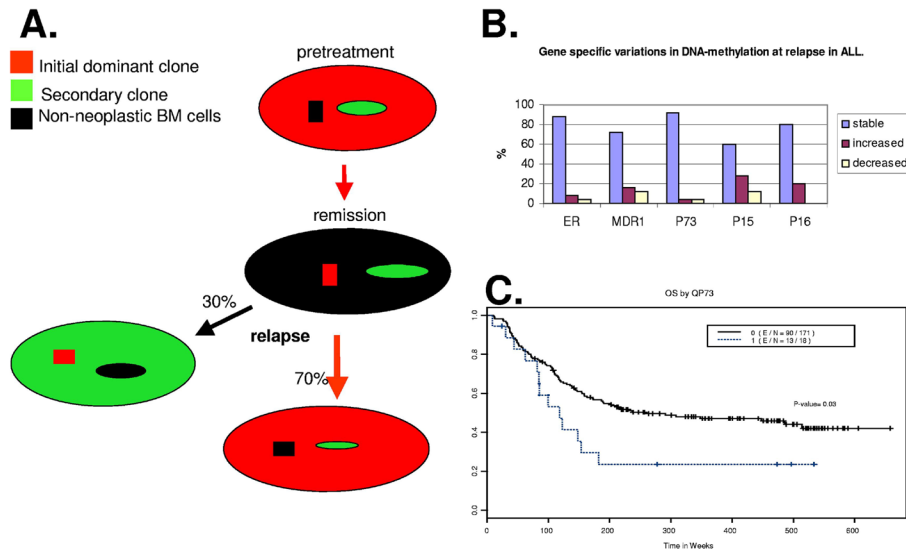 A.
pretreatment
Initial dominant clone
Secondary clone
Non-neoplastic BM cells
remission
30%
relapse
70%
B.
Gene specific variations in DNA-methylation at relapse in ALL.
100
80
60
40
20
0
%
ER MDR1 P73 P15 P16
stable
increased
decreased
C.
OS by QP73
1.0
0.8
0.6
0.4
0.2
0 ( E / N = 90 / 171 )
1 ( E / N = 13 / 18 )
P-value= 0.03
0 100 200 300 400 500 600
Time in Weeks